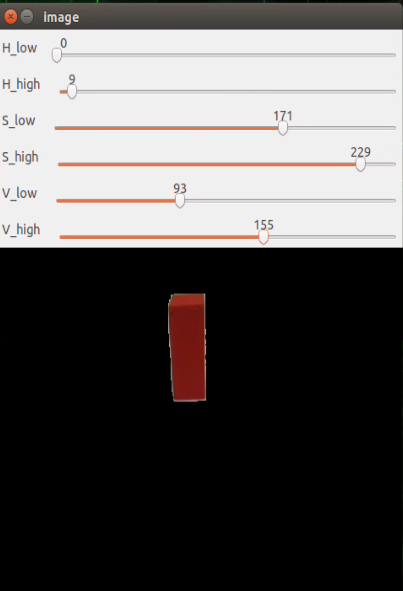 image
H_low 0
H_high 9
S_low 171
S_high 229
V_low 93
V_high 155